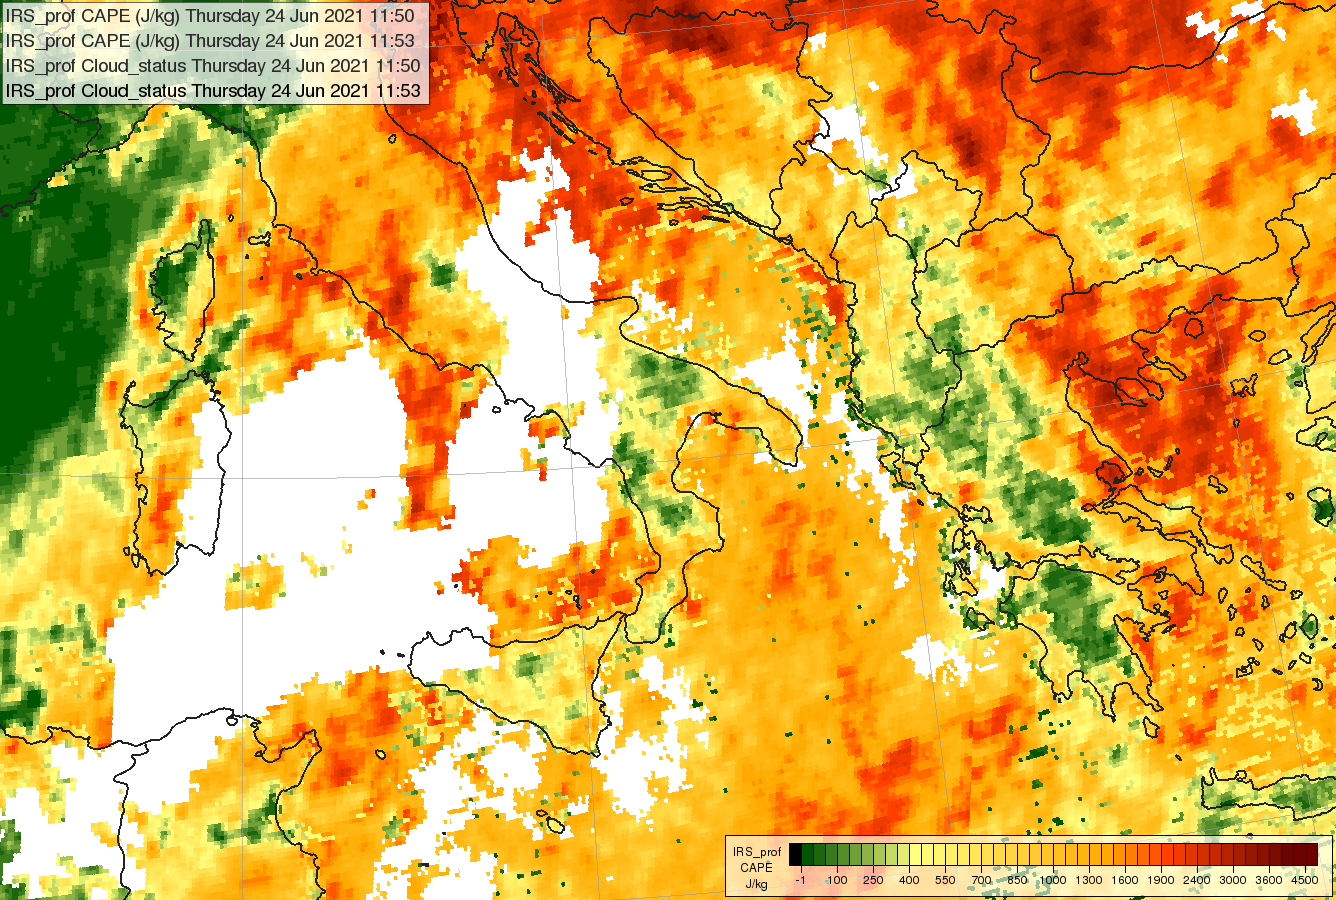 IRS_prof CAPE (J/kg) Thursday 24 Jun 2021 11:50
IRS_prof CAPE (J/kg) Thursday 24 Jun 2021 11:53
IRS_prof Cloud_status Thursday 24 Jun 2021 11:50
IRS_prof Cloud_status Thursday 24 Jun 2021 11:53
IRS_prof
CAPE
J/kg
-1 100 250 400 550 700 850 1000 1300 1600 1900 2400 3000 3600 4500